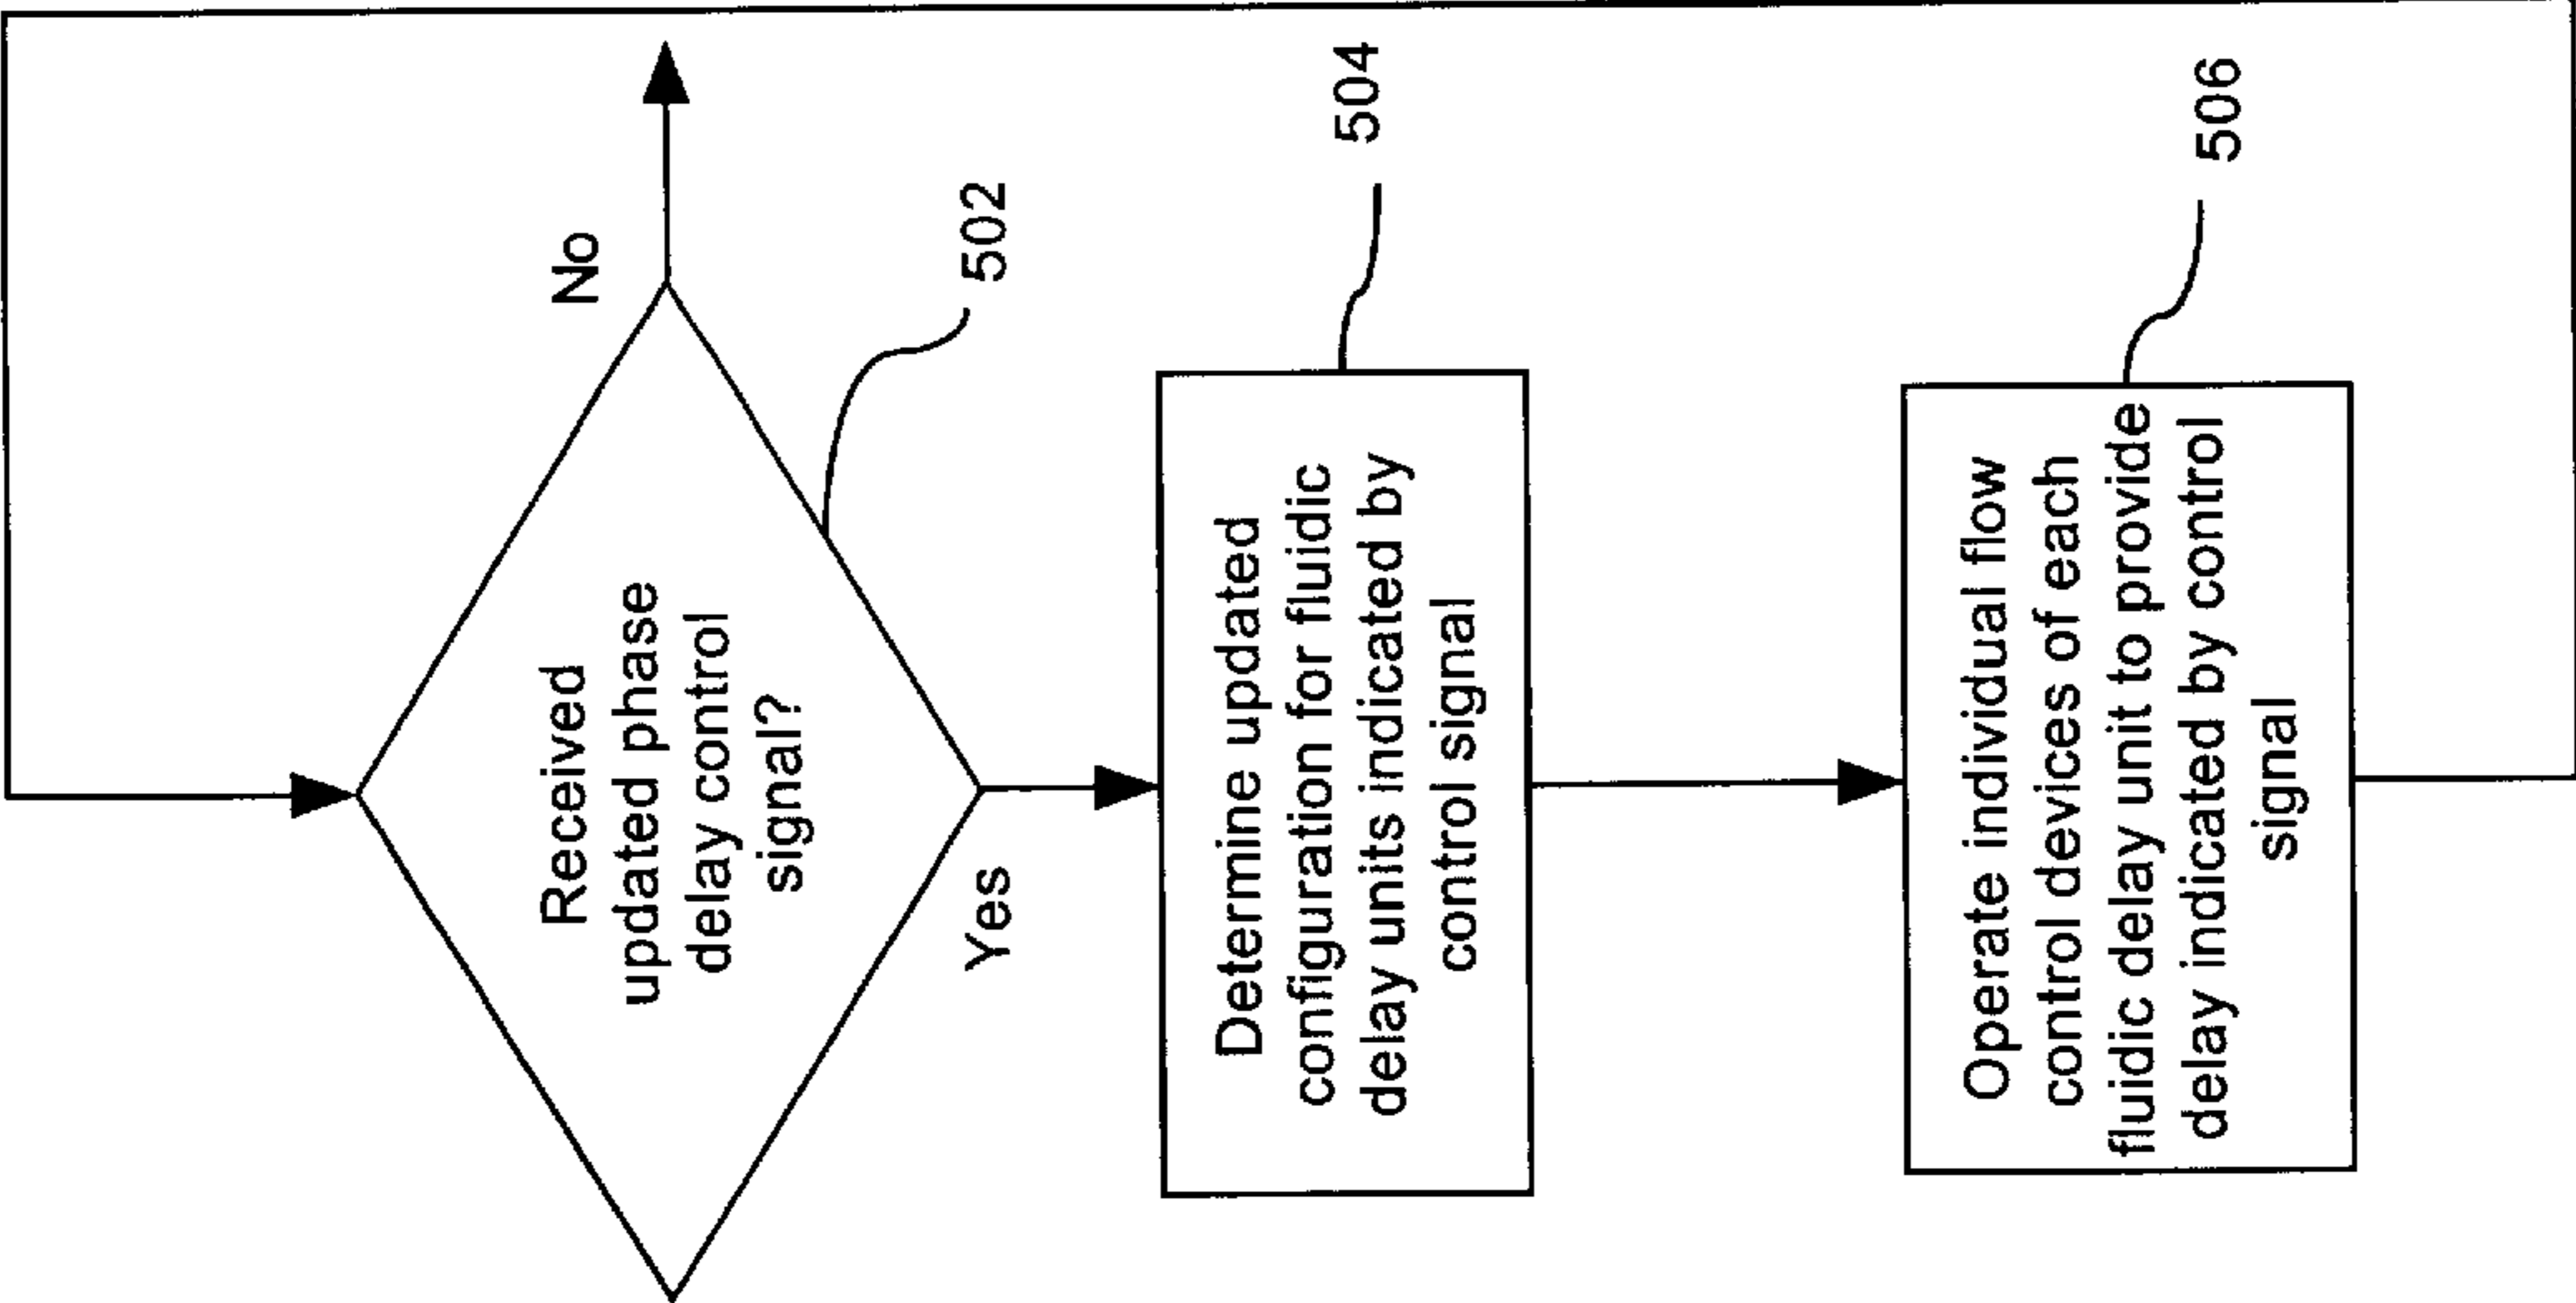 Received
updated phase
delay control
signal?
No
502
Yes
Determine updated
configuration for fluidic
delay units indicated by
control signal
504
Operate individual flow
control devices of each
fluidic delay unit to provide
delay indicated by control
signal
506